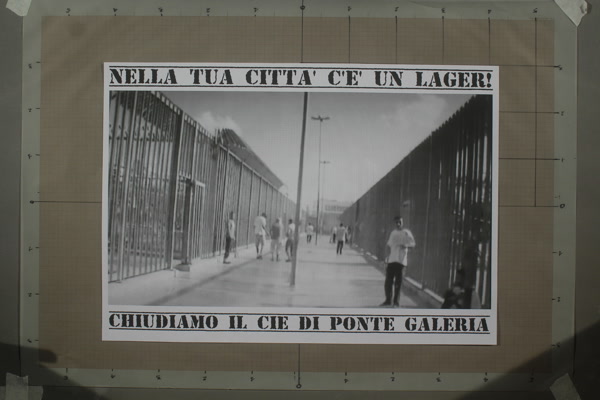 NELLA TUA CITTA' C'E' UN LAGER!
CHIUDIAMO IL CIE DI PONTE GALERIA